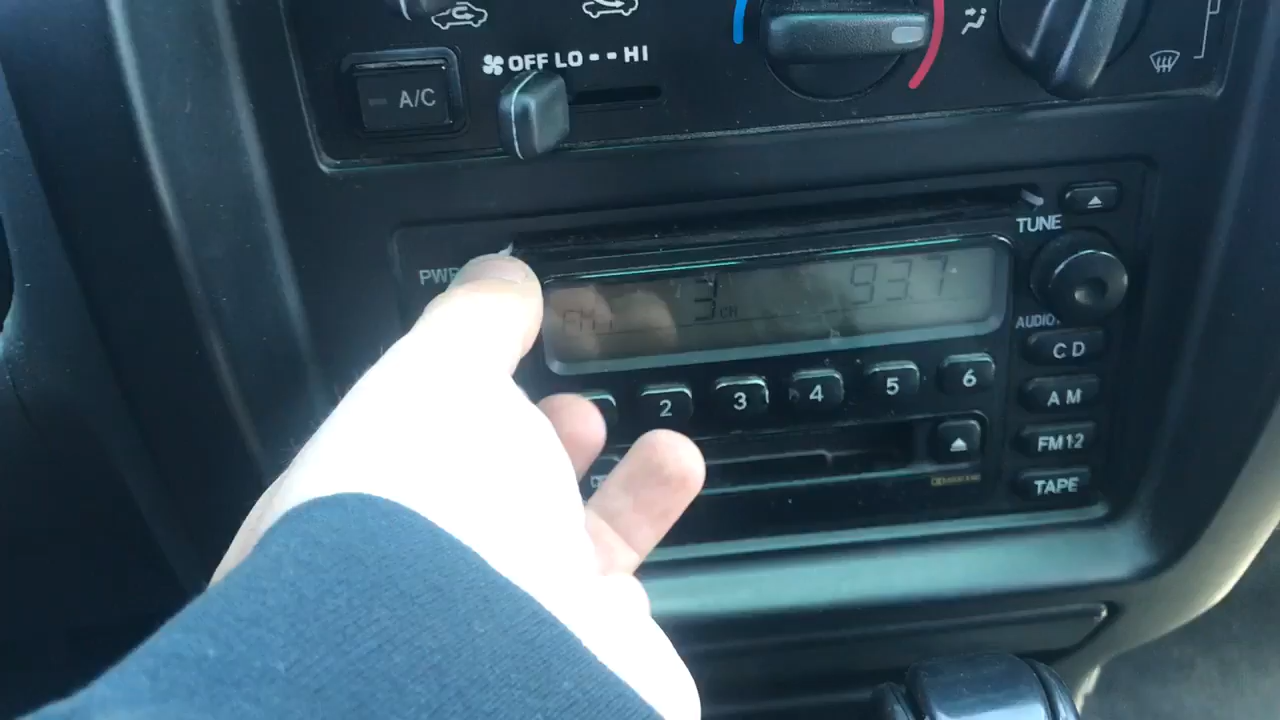 OFF LO HI
A/C
TUNE
PWR
FM1 3 CH 93.7
AUDIO
CD
2 3 4 5 6
AM
FM12
TAPE